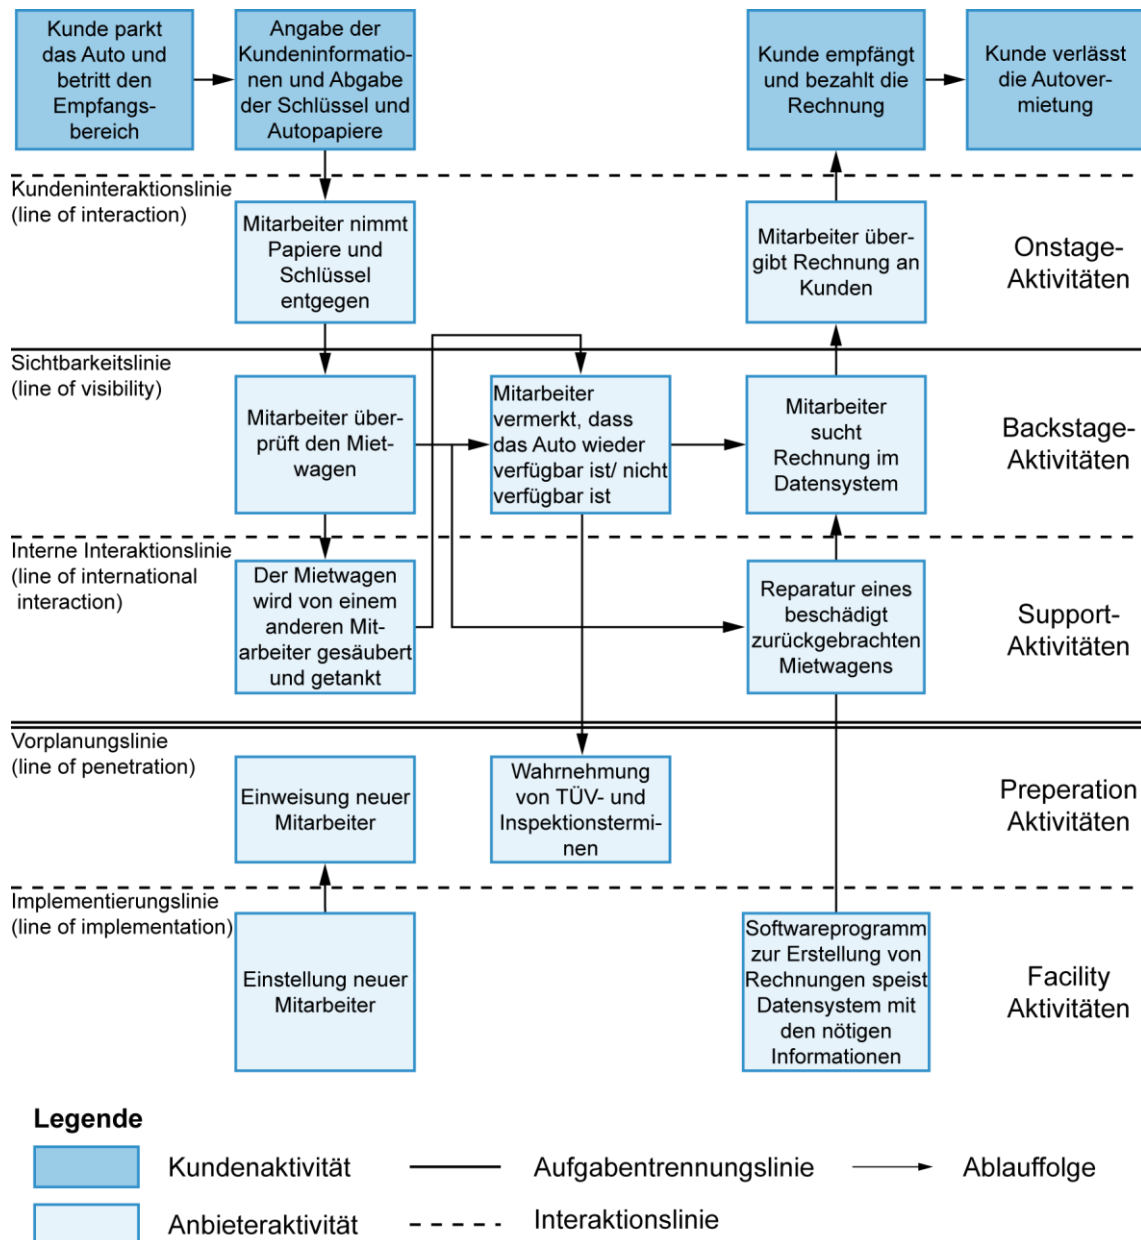 Kunde parkt
das Auto und
betritt den
Empfangs-
bereich
Angabe der
Kundeninformatio-
nen und Abgabe
der Schlüssel und
Autopapiere
Kunde empfängt
und bezahlt die
Rechnung
Kunde verlässt
die Autover-
mietung
Kundeninteraktionslinie
(line of interaction)
Mitarbeiter nimmt
Papiere und
Schlüssel
entgegen
Mitarbeiter über-
gibt Rechnung an
Kunden
Onstage-
Aktivitäten
Sichtbarkeitslinie
(line of visibility)
Mitarbeiter über-
prüft den Miet-
wagen
Mitarbeiter
vermerkt, dass
das Auto wieder
verfügbar ist/ nicht
verfügbar ist
Mitarbeiter
sucht
Rechnung im
Datensystem
Backstage-
Aktivitäten
Interne Interaktionslinie
(line of international
interaction)
Der Mietwagen
wird von einem
anderen Mit-
arbeiter gesäubert
und getankt
Reparatur eines
beschädigt
zurückgebrachten
Mietwagens
Support-
Aktivitäten
Vorplanungslinie
(line of penetration)
Einweisung neuer
Mitarbeiter
Wahrnehmung
von TÜV- und
Inspektionstermi-
nen
Preperation
Aktivitäten
Implementierungslinie
(line of implementation)
Einstellung neuer
Mitarbeiter
Softwareprogramm
zur Erstellung von
Rechnungen speist
Datensystem mit
den nötigen
Informationen
Facility
Aktivitäten
Legende
Kundenaktivität
Aufgabentrennungslinie
Ablauffolge
Anbieteraktivität
Interaktionslinie